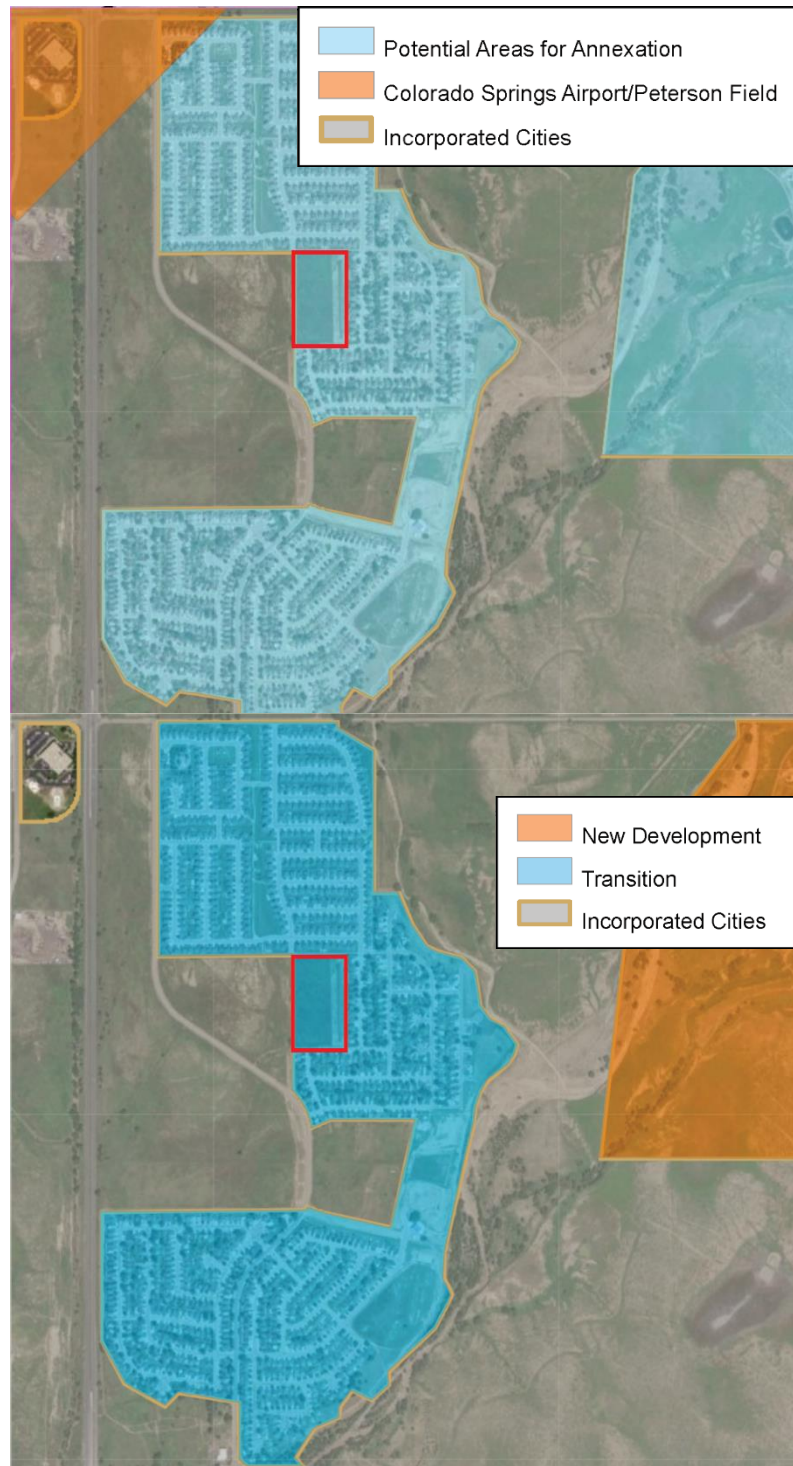 Potential Areas for Annexation
Colorado Springs Airport/Peterson Field
Incorporated Cities
New Development
Transition
Incorporated Cities